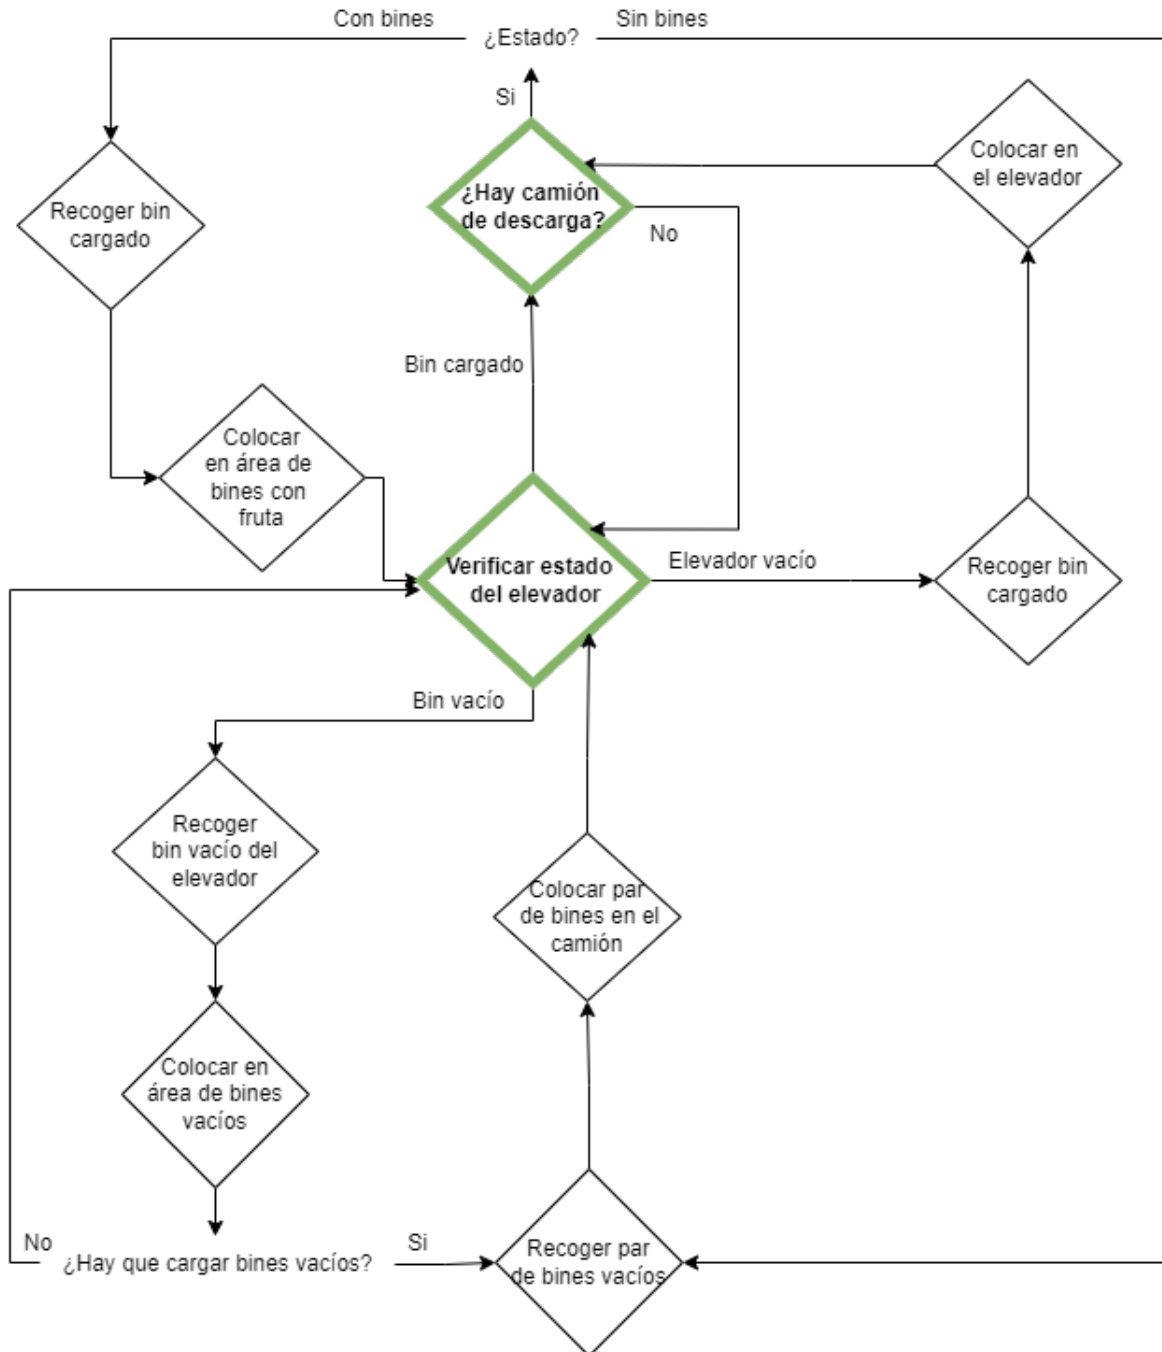 Con bines
¿Estado?
Sin bines
Si
Recoger bin
cargado
¿Hay camión
de descarga?
No
Colocar en
el elevador
Bin cargado
Colocar
en área de
bines con
fruta
Verificar estado
del elevador
Elevador vacío
Recoger bin
cargado
Bin vacío
Recoger
bin vacío del
elevador
Colocar par
de bines en el
camión
Colocar en
área de bines
vacíos
No
¿Hay que cargar bines vacíos?
Si
Recoger par
de bines vacíos